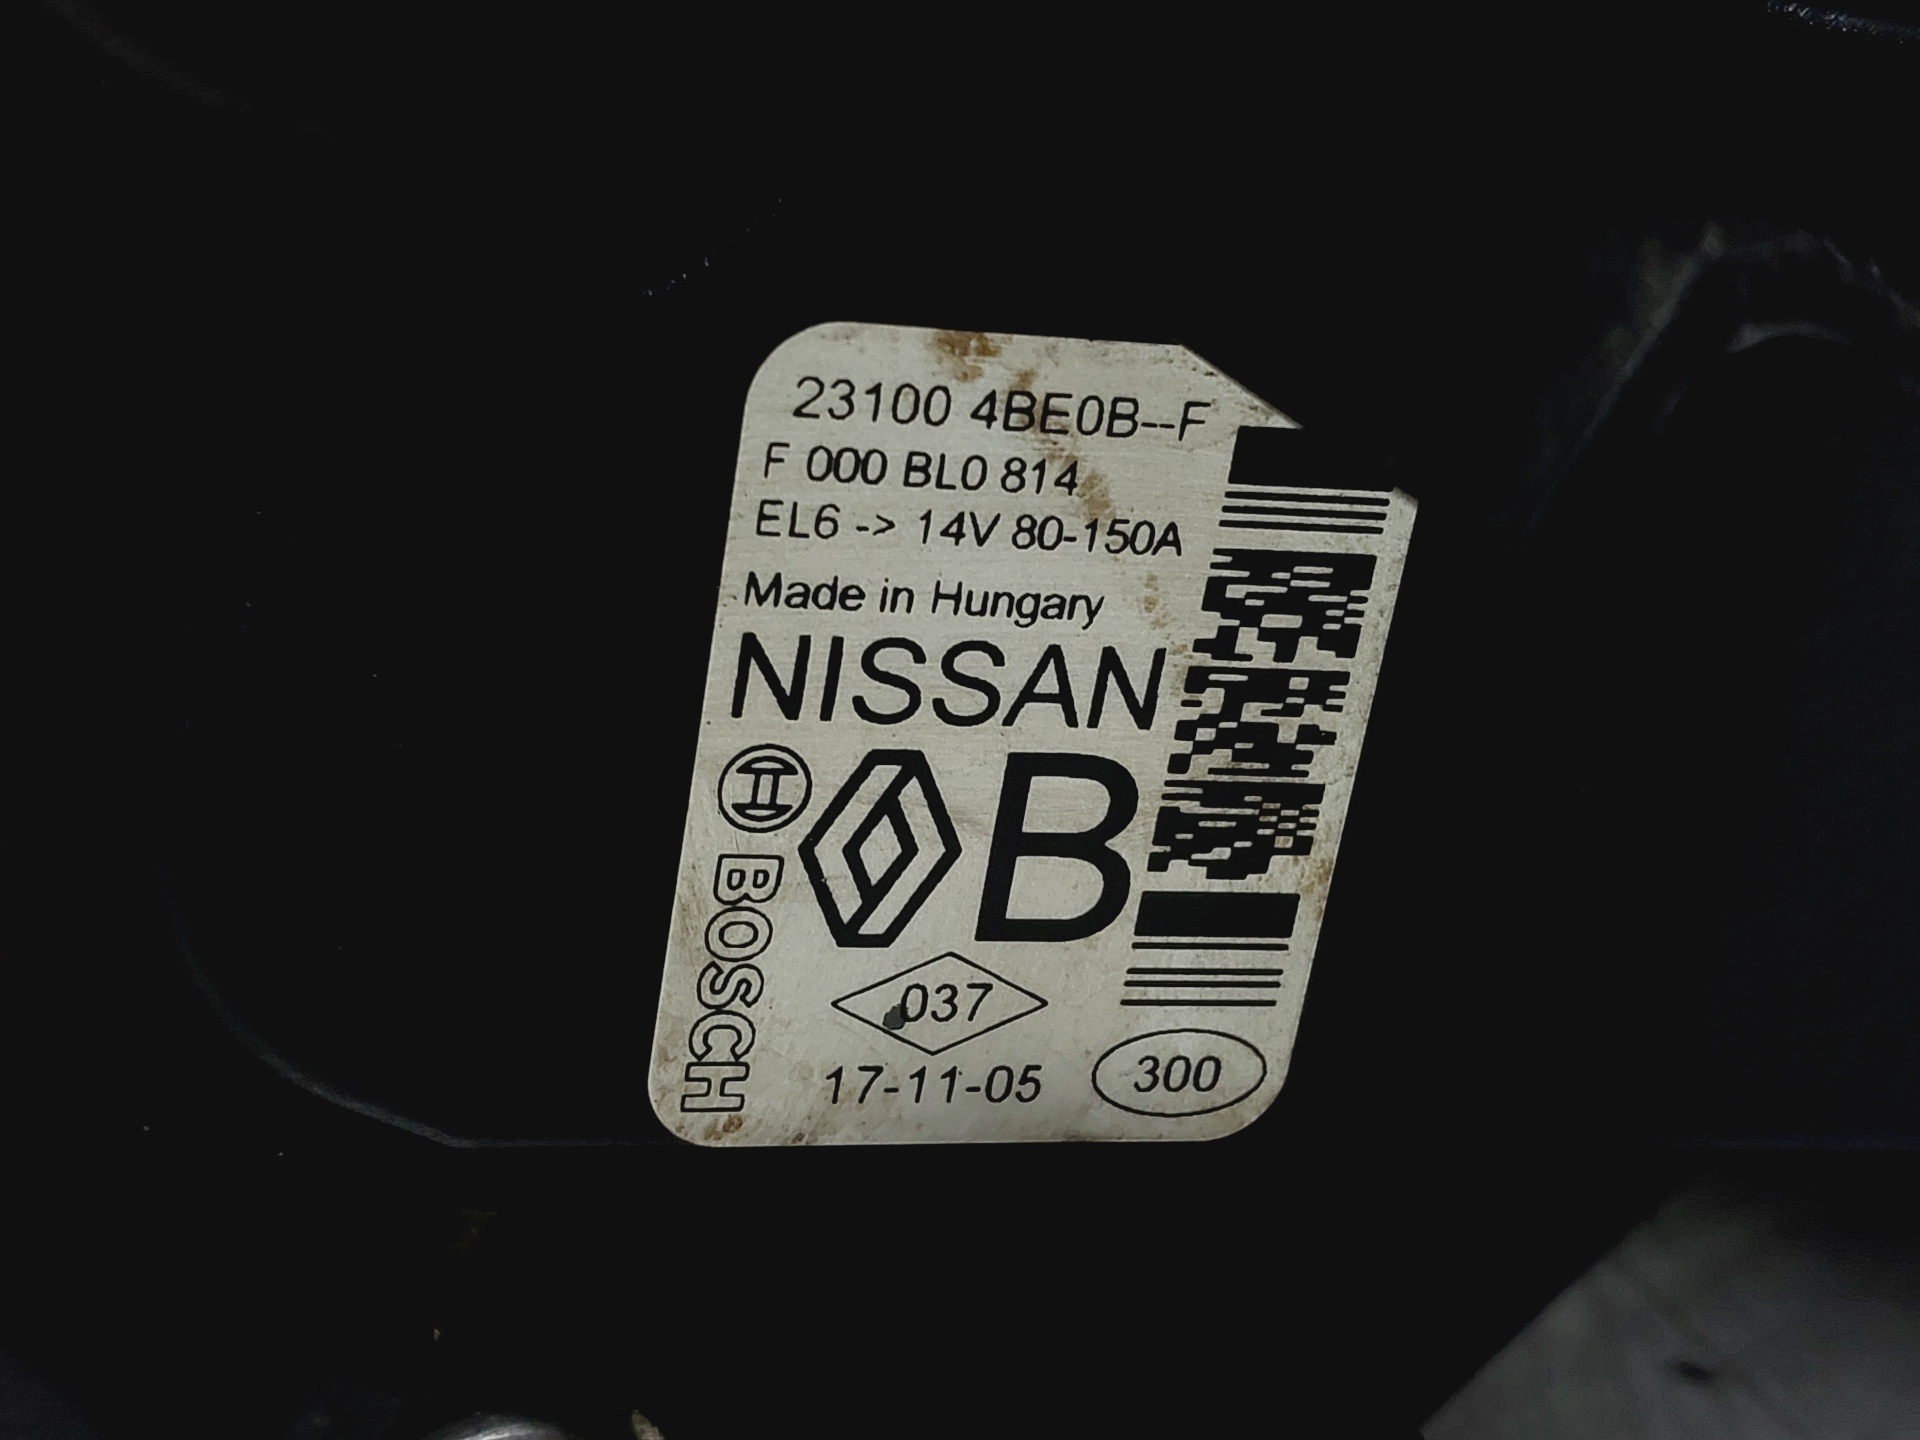 23100 4BE0B--F
F 000 BL0 814
EL6 -> 14V 80-150A
Made in Hungary
NISSAN
B
BOSCH
037
17-11-05
300